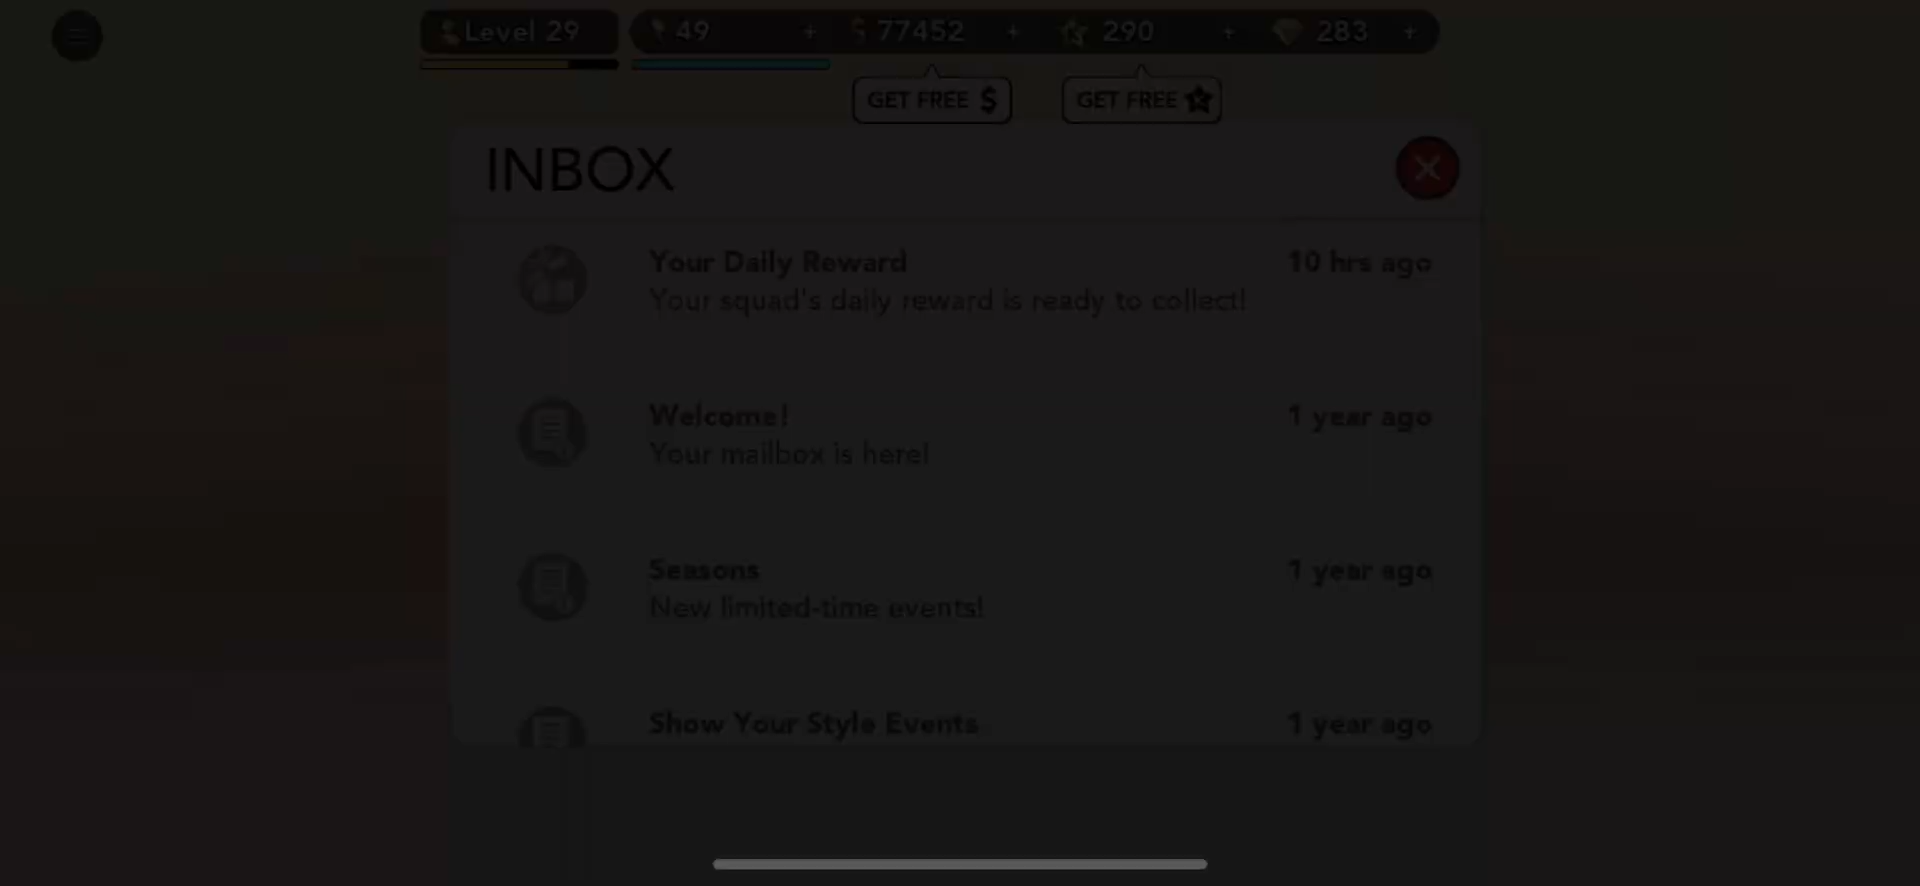 Level 29
49 +
77452 +
290 +
283 +
GET FREE $
GET FREE
INBOX
Your Daily Reward
10 hrs ago
Your squad's daily reward is ready to collect!
Welcome!
1 year ago
Your mailbox is here!
Seasons
1 year ago
New limited-time events!
Show Your Style Events
1 year ago